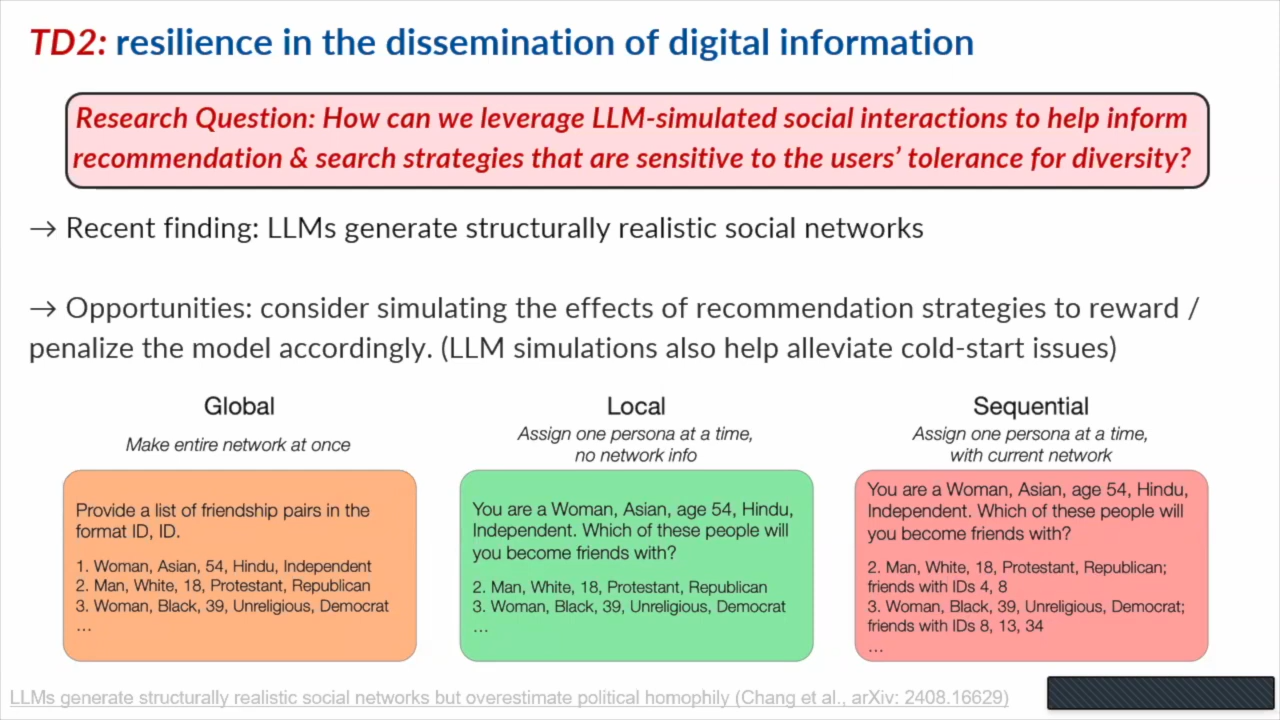 TD2: resilience in the dissemination of digital information
Research Question: How can we leverage LLM-simulated social interactions to help inform
recommendation & search strategies that are sensitive to the users’ tolerance for diversity?
→ Recent finding: LLMs generate structurally realistic social networks
→ Opportunities: consider simulating the effects of recommendation strategies to reward /
penalize the model accordingly. (LLM simulations also help alleviate cold-start issues)
Global
Make entire network at once
Provide a list of friendship pairs in the
format ID, ID.
1. Woman, Asian, 54, Hindu, Independent
2. Man, White, 18, Protestant, Republican
3. Woman, Black, 39, Unreligious, Democrat
...
Local
Assign one persona at a time,
no network info
You are a Woman, Asian, age 54, Hindu,
Independent. Which of these people will
you become friends with?
2. Man, White, 18, Protestant, Republican
3. Woman, Black, 39, Unreligious, Democrat
...
Sequential
Assign one persona at a time,
with current network
You are a Woman, Asian, age 54, Hindu,
Independent. Which of these people will
you become friends with?
2. Man, White, 18, Protestant, Republican;
friends with IDs 4, 8
3. Woman, Black, 39, Unreligious, Democrat;
friends with IDs 8, 13, 34
...
LLMs generate structurally realistic social networks but overestimate political homophily (Chang et al., arXiv: 2408.16629)